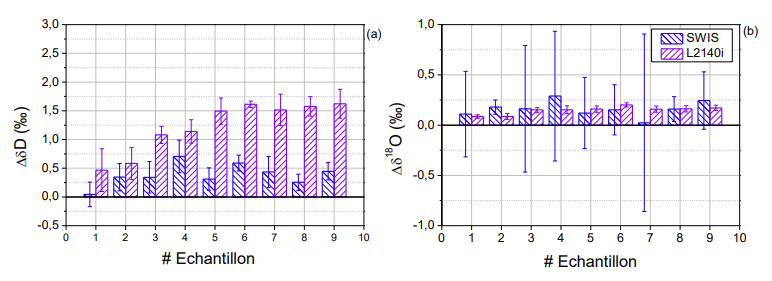 (a)
3,0
2,5
2,0
1,5
1,0
0,5
0,0
-0,5
ΔδD (‰)
0 1 2 3 4 5 6 7 8 9 10
# Echantillon
(b)
SWIS
L2140i
1,0
0,5
0,0
-0,5
-1,0
Δδ¹⁸O (‰)
0 1 2 3 4 5 6 7 8 9 10
# Echantillon